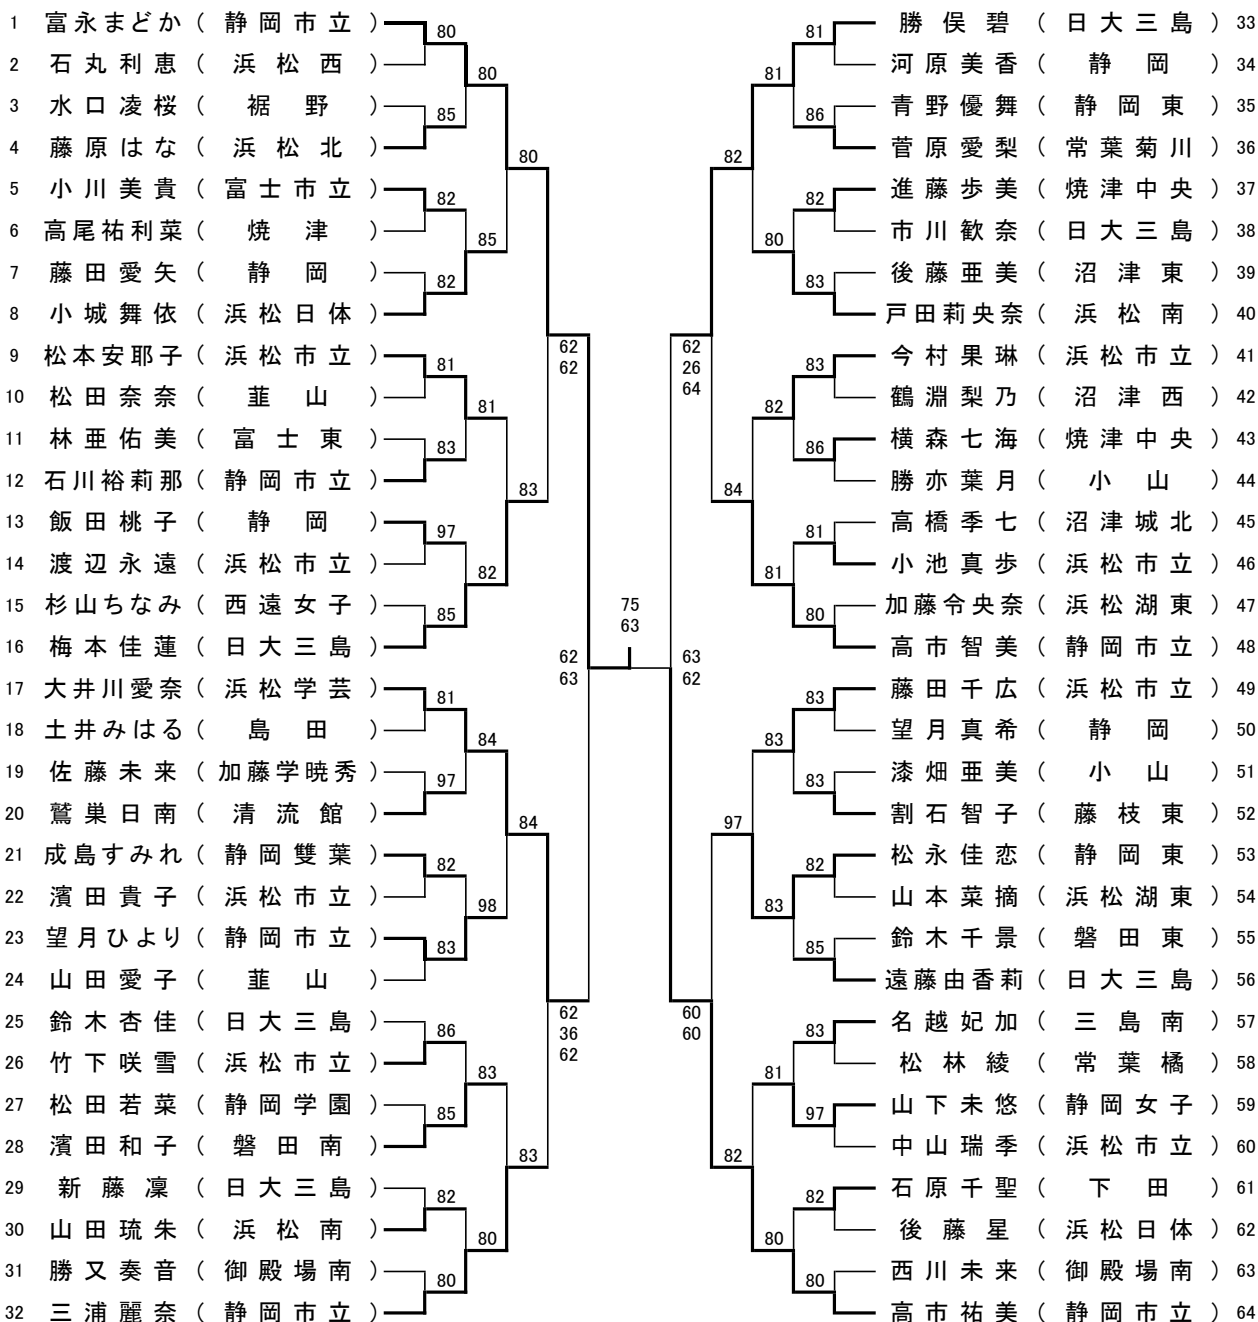 1 富永まどか ( 静岡市立 )
2 石丸利恵 ( 浜松西 )
3 水口凌桜 ( 裾野 )
4 藤原はな ( 浜松北 )
5 小川美貴 ( 富士市立 )
6 高尾祐利菜 ( 焼津 )
7 藤田愛矢 ( 静岡 )
8 小城舞依 ( 浜松日体 )
9 松本安耶子 ( 浜松市立 )
10 松田奈奈 ( 韮山 )
11 林亜佑美 ( 富士東 )
12 石川裕莉那 ( 静岡市立 )
13 飯田桃子 ( 静岡 )
14 渡辺永遠 ( 浜松市立 )
15 杉山ちなみ ( 西遠女子 )
16 梅本佳蓮 ( 日大三島 )
17 大井川愛奈 ( 浜松学芸 )
18 土井みはる ( 島田 )
19 佐藤未来 ( 加藤学暁秀 )
20 鷲巣日南 ( 清流館 )
21 成島すみれ ( 静岡雙葉 )
22 濱田貴子 ( 浜松市立 )
23 望月ひより ( 静岡市立 )
24 山田愛子 ( 韮山 )
25 鈴木杏佳 ( 日大三島 )
26 竹下咲雪 ( 浜松市立 )
27 松田若菜 ( 静岡学園 )
28 濱田和子 ( 磐田南 )
29 新藤凜 ( 日大三島 )
30 山田琉朱 ( 浜松南 )
31 勝又奏音 ( 御殿場南 )
32 三浦麗奈 ( 静岡市立 )
80
85
82
82
81
83
97
85
81
97
82
83
86
85
82
80
80
85
81
82
84
98
83
80
80
83
84
83
62
62
62
36
62
62
63
75
63
63
62
62
26
64
60
60
82
84
97
82
81
80
82
81
83
83
81
80
81
86
82
83
83
86
81
80
83
83
82
85
83
97
82
80
勝俣碧 ( 日大三島 ) 33
河原美香 ( 静岡 ) 34
青野優舞 ( 静岡東 ) 35
菅原愛梨 ( 常葉菊川 ) 36
進藤歩美 ( 焼津中央 ) 37
市川歓奈 ( 日大三島 ) 38
後藤亜美 ( 沼津東 ) 39
戸田莉央奈 ( 浜松南 ) 40
今村果琳 ( 浜松市立 ) 41
鶴淵梨乃 ( 沼津西 ) 42
横森七海 ( 焼津中央 ) 43
勝亦葉月 ( 小山 ) 44
高橋季七 ( 沼津城北 ) 45
小池真歩 ( 浜松市立 ) 46
加藤令央奈 ( 浜松湖東 ) 47
高市智美 ( 静岡市立 ) 48
藤田千広 ( 浜松市立 ) 49
望月真希 ( 静岡 ) 50
漆畑亜美 ( 小山 ) 51
割石智子 ( 藤枝東 ) 52
松永佳恋 ( 静岡東 ) 53
山本菜摘 ( 浜松湖東 ) 54
鈴木千景 ( 磐田東 ) 55
遠藤由香莉 ( 日大三島 ) 56
名越妃加 ( 三島南 ) 57
松林綾 ( 常葉橘 ) 58
山下未悠 ( 静岡女子 ) 59
中山瑞季 ( 浜松市立 ) 60
石原千聖 ( 下田 ) 61
後藤星 ( 浜松日体 ) 62
西川未来 ( 御殿場南 ) 63
高市祐美 ( 静岡市立 ) 64